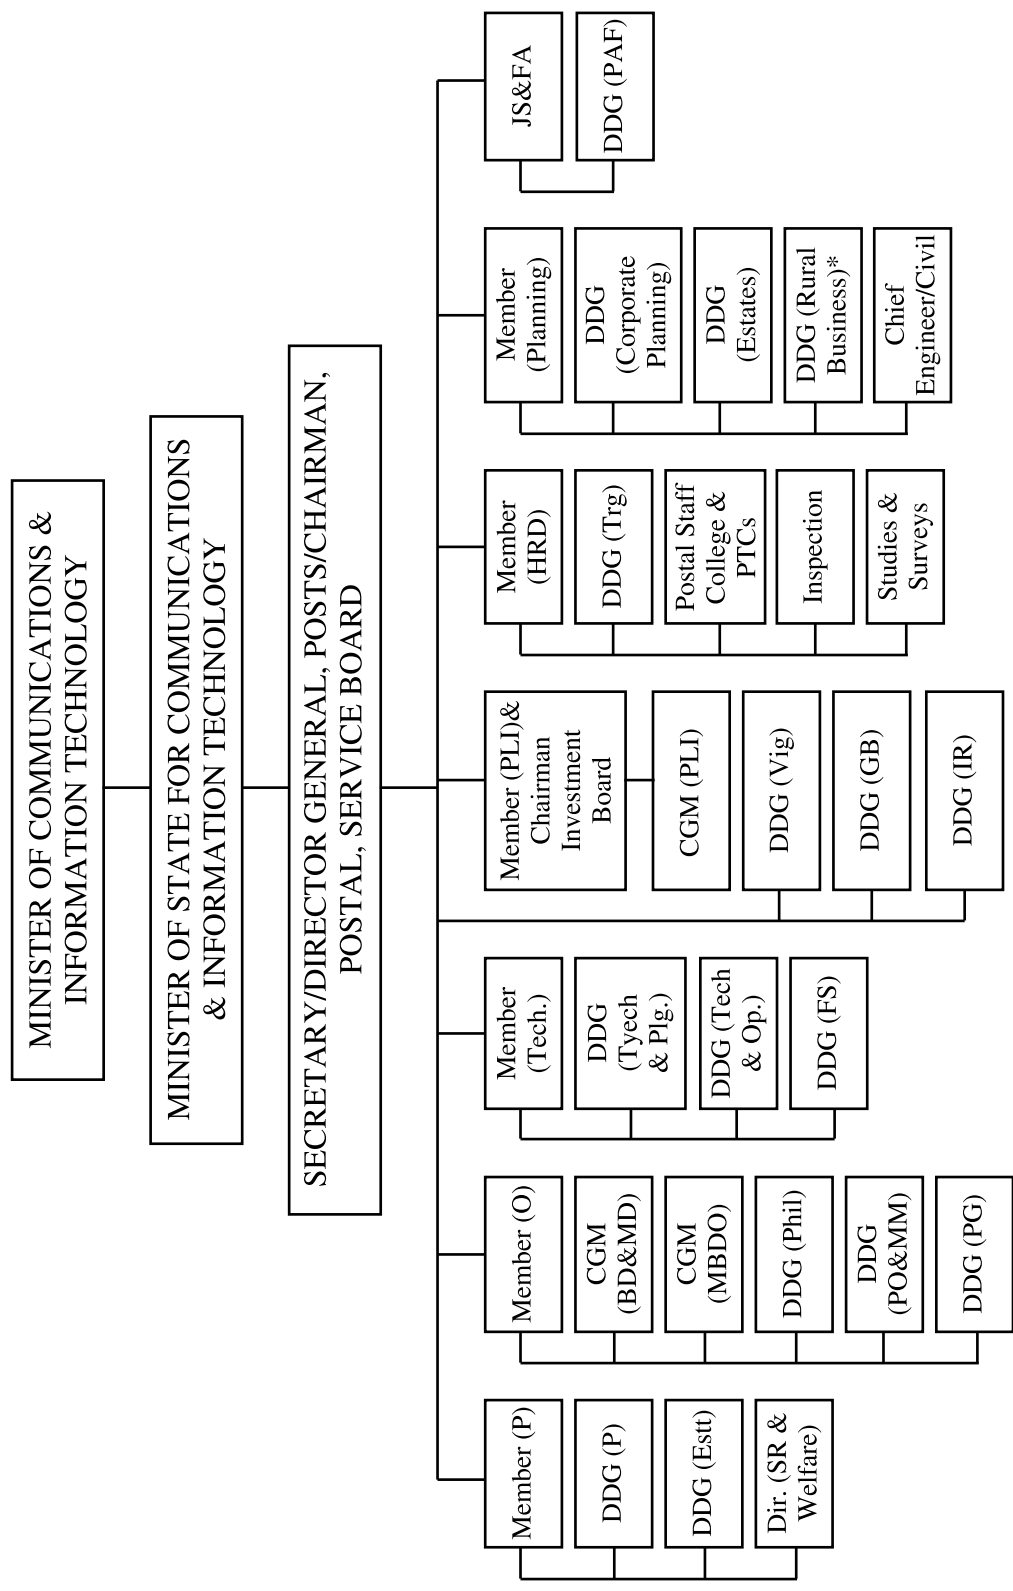 MINISTER OF COMMUNICATIONS &
INFORMATION TECHNOLOGY
MINISTER OF STATE FOR COMMUNICATIONS
& INFORMATION TECHNOLOGY
SECRETARY/DIRECTOR GENERAL, POSTS/CHAIRMAN,
POSTAL, SERVICE BOARD
Member (P)
DDG (P)
DDG (Estt)
Dir. (SR &
Welfare)
Member (O)
CGM
(BD&MD)
CGM
(MBDO)
DDG (Phil)
DDG
(PO&MM)
DDG (PG)
Member
(Tech.)
DDG
(Tyech
& Plg.)
DDG (Tech
& Op.)
DDG (FS)
Member (PLI)&
Chairman
Investment
Board
CGM (PLI)
DDG (Vig)
DDG (GB)
DDG (IR)
Member
(HRD)
DDG (Trg)
Postal Staff
College &
PTCs
Inspection
Studies &
Surveys
Member
(Planning)
DDG
(Corporate
Planning)
DDG
(Estates)
DDG (Rural
Business)*
Chief
Engineer/Civil
JS&FA
DDG (PAF)